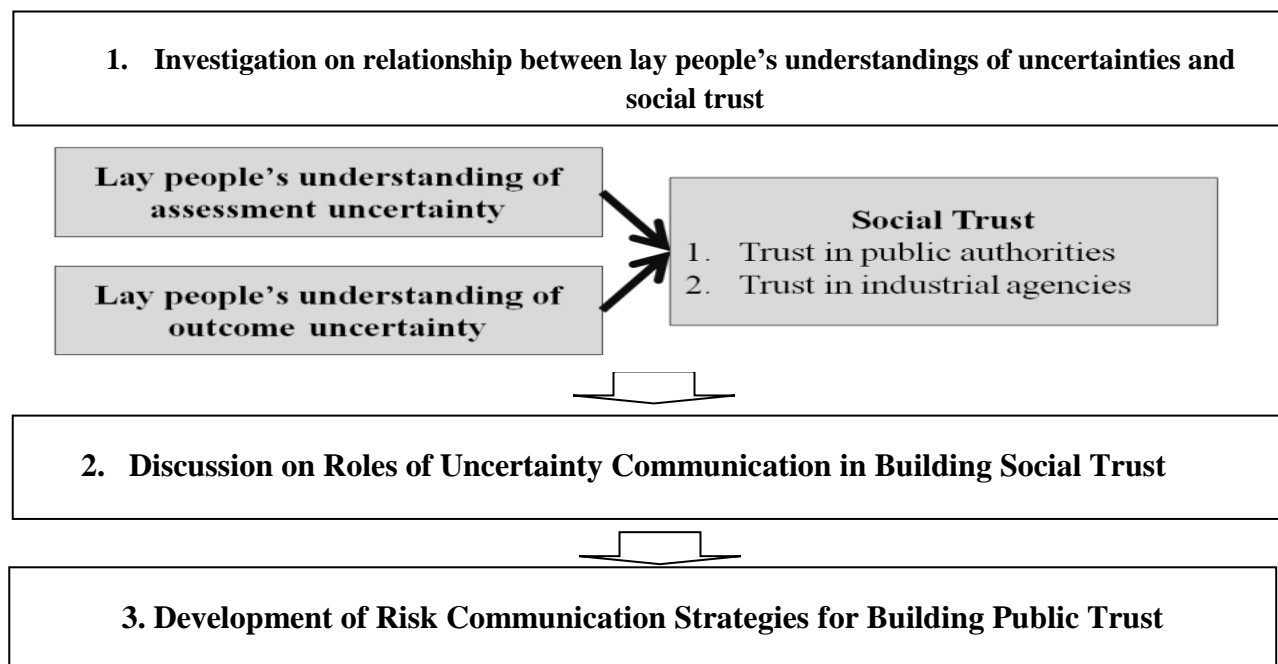 1. Investigation on relationship between lay people’s understandings of uncertainties and
social trust
Lay people’s understanding of
assessment uncertainty
Lay people’s understanding of
outcome uncertainty
Social Trust
1. Trust in public authorities
2. Trust in industrial agencies
2. Discussion on Roles of Uncertainty Communication in Building Social Trust
3. Development of Risk Communication Strategies for Building Public Trust